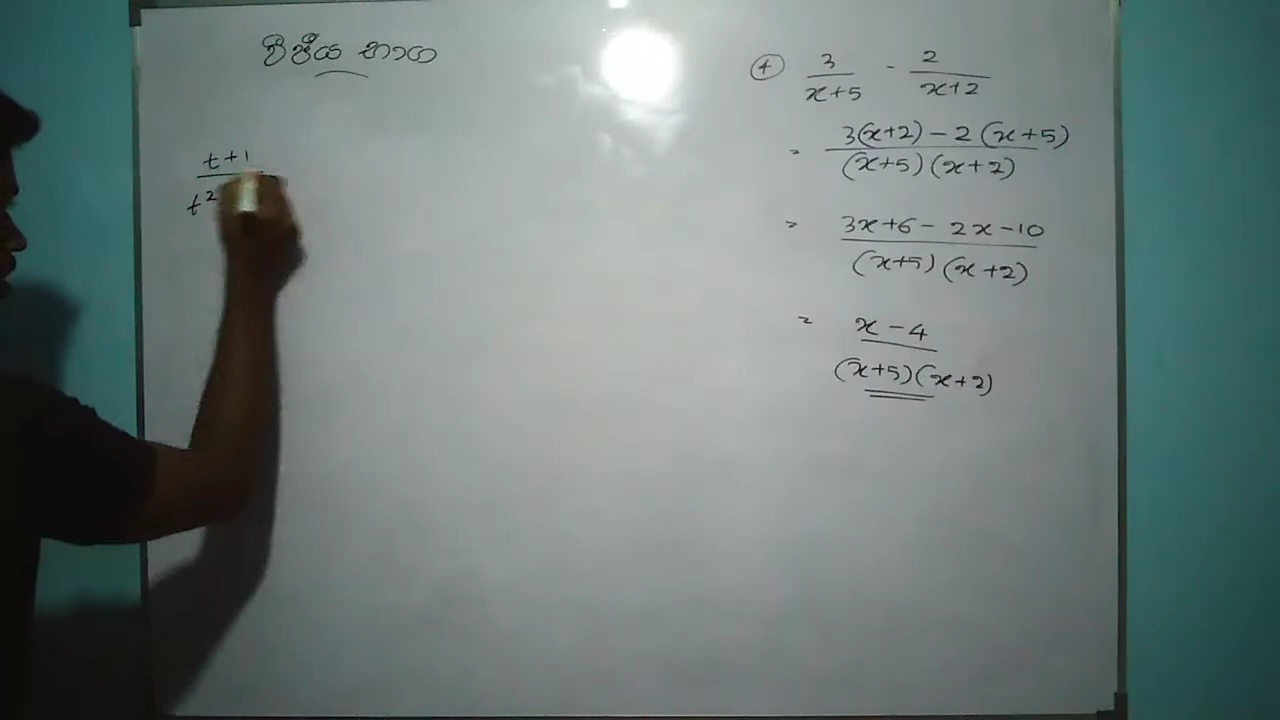 වීජීය භාග
t+1
t²
④ 3/(x+5) - 2/(x+2)
= 3(x+2) – 2(x+5) / (x+5)(x+2)
= 3x+6 – 2x – 10 / (x+5)(x+2)
= x – 4 / (x+5)(x+2)